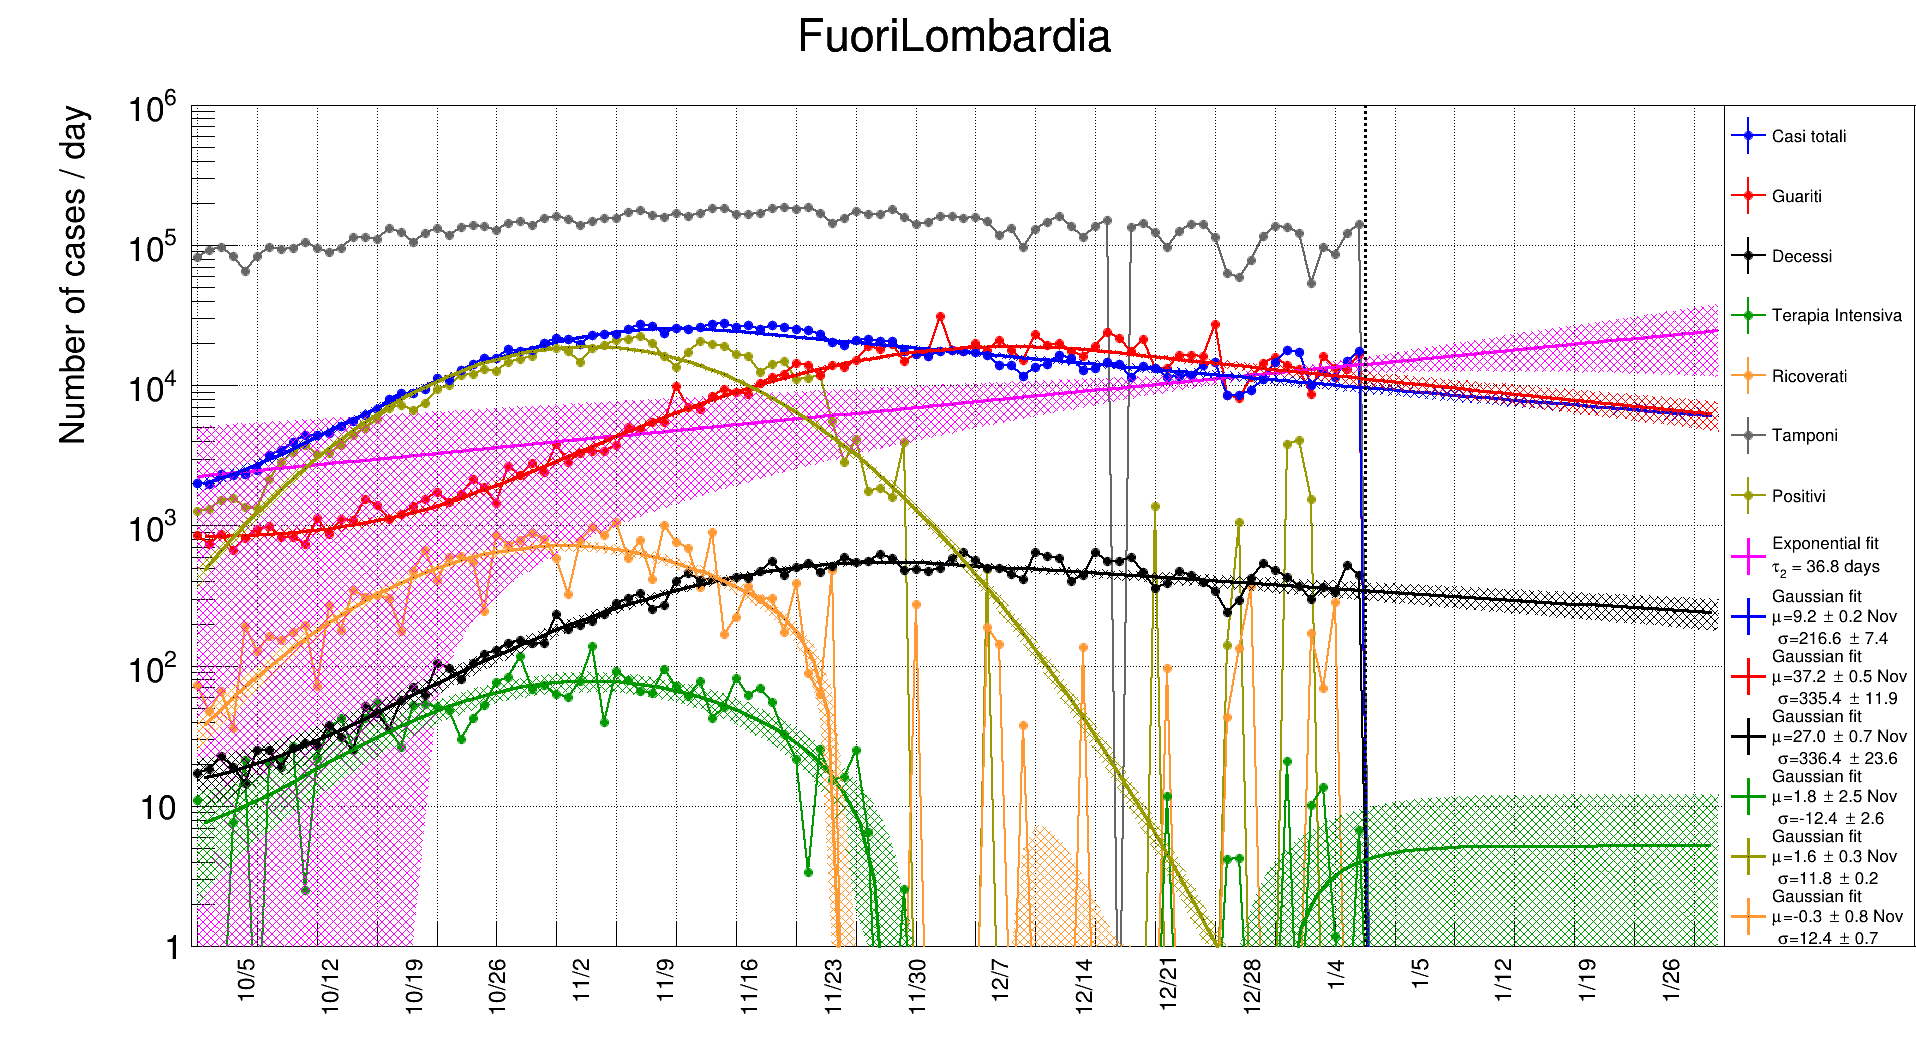 FuoriLombardia
Number of cases / day
10^6
10^5
10^4
10^3
10^2
10
1
10/5
10/12
10/19
10/26
11/2
11/9
11/16
11/23
11/30
12/7
12/14
12/21
12/28
1/4
1/5
1/12
1/19
1/26
Casi totali
Guariti
Decessi
Terapia Intensiva
Ricoverati
Tamponi
Positivi
Exponential fit
τ_2 = 36.8 days
Gaussian fit
μ=9.2 ± 0.2 Nov
σ=216.6 ± 7.4
Gaussian fit
μ=37.2 ± 0.5 Nov
σ=335.4 ± 11.9
Gaussian fit
μ=27.0 ± 0.7 Nov
σ=336.4 ± 23.6
Gaussian fit
μ=1.8 ± 2.5 Nov
σ=-12.4 ± 2.6
Gaussian fit
μ=1.6 ± 0.3 Nov
σ=11.8 ± 0.2
Gaussian fit
μ=-0.3 ± 0.8 Nov
σ=12.4 ± 0.7